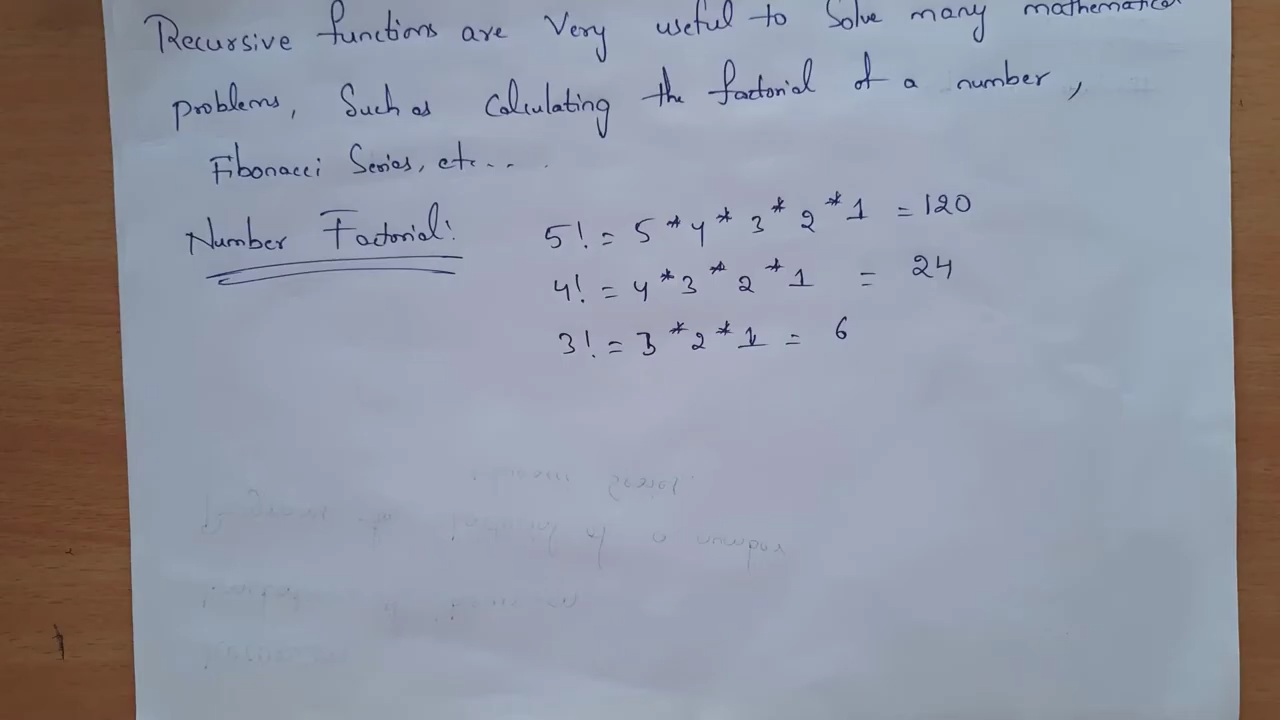 Recursive functions are Very useful to Solve many mathematical
problems, Such as Calculating the factorial of a number,
Fibonacci Series, etc....
Number Factorial:
5! = 5 * 4 * 3 * 2 * 1 = 120
4! = 4 * 3 * 2 * 1 = 24
3! = 3 * 2 * 1 = 6